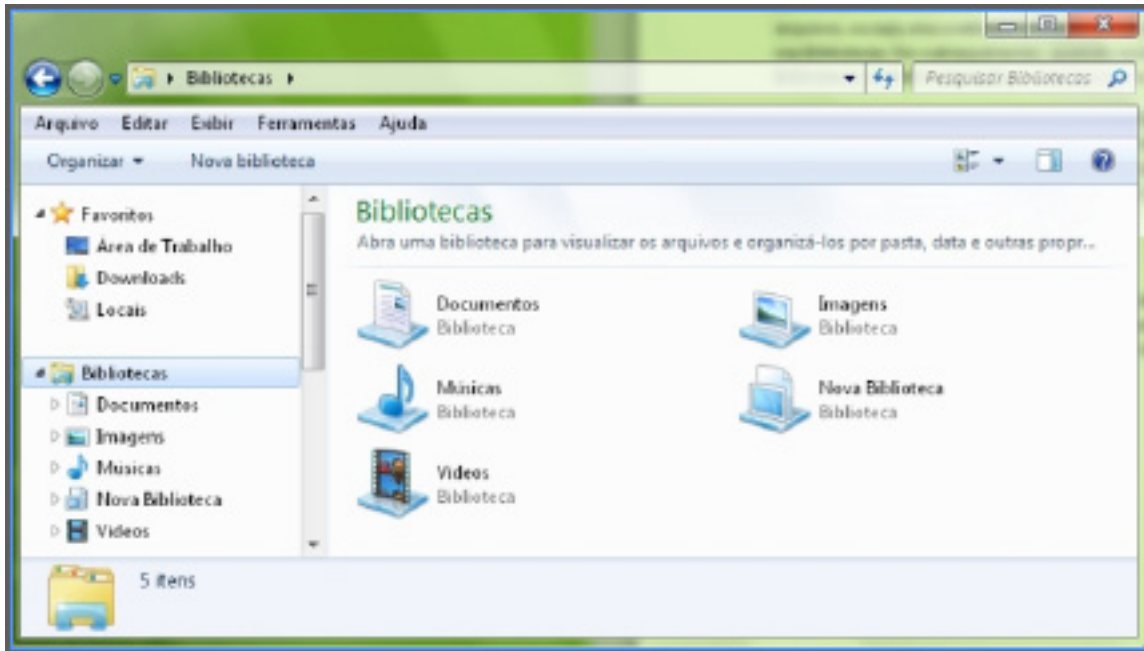 Bibliotecas
Pesquisar Bibliotecas
Arquivo Editar Exibir Ferramentas Ajuda
Organizar Nova biblioteca
Favoritos
Área de Trabalho
Downloads
Locais
Bibliotecas
Documentos
Imagens
Músicas
Nova Biblioteca
Vídeos
Bibliotecas
Abra uma biblioteca para visualizar os arquivos e organizá-los por pasta, data e outras propr...
Documentos
Biblioteca
Imagens
Biblioteca
Músicas
Biblioteca
Nova Biblioteca
Biblioteca
Vídeos
Biblioteca
5 itens